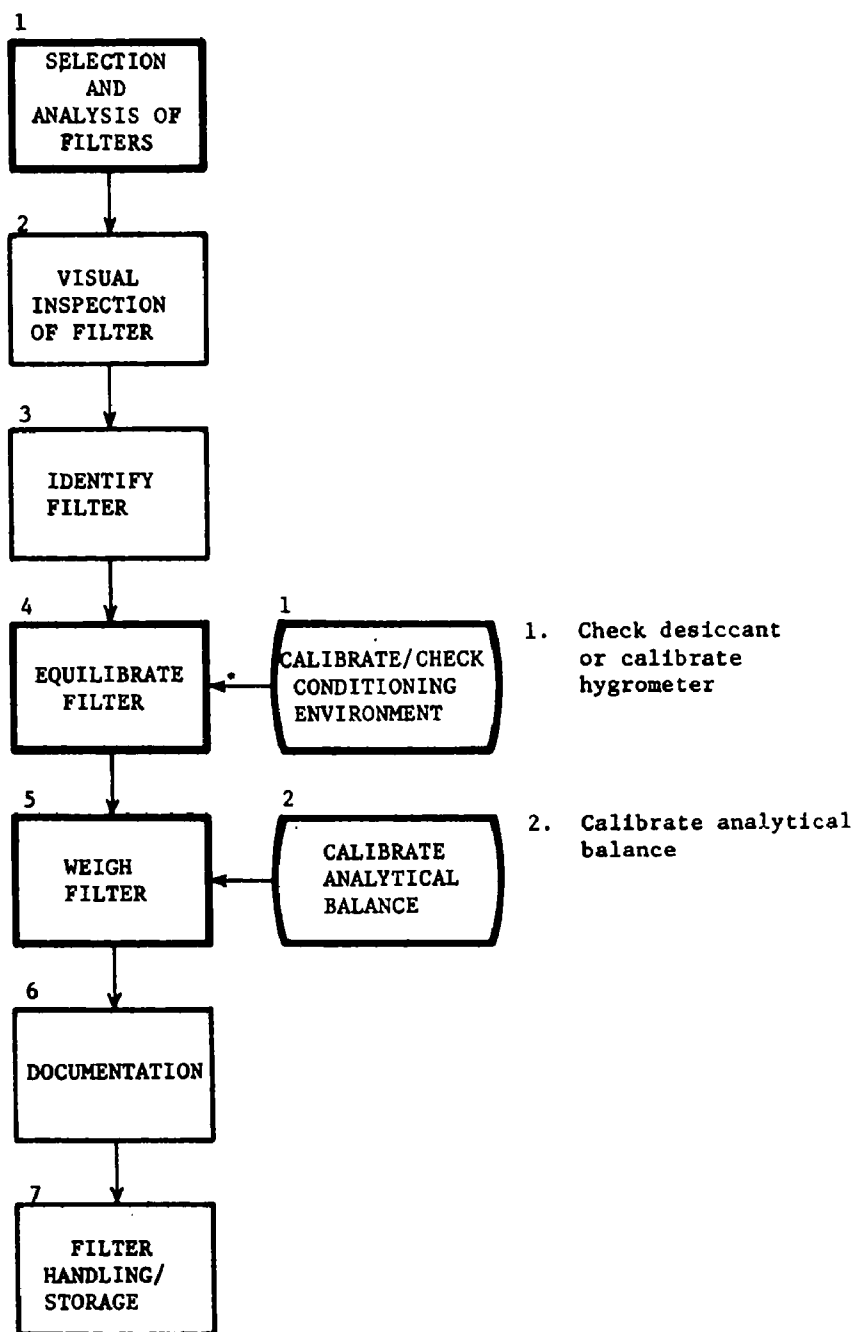 1
SELECTION
AND
ANALYSIS OF
FILTERS
2
VISUAL
INSPECTION
OF FILTER
3
IDENTIFY
FILTER
4
EQUILIBRATE
FILTER
*
1
CALIBRATE/CHECK
CONDITIONING
ENVIRONMENT
1. Check desiccant
or calibrate
hygrometer
5
WEIGH
FILTER
2
CALIBRATE
ANALYTICAL
BALANCE
2. Calibrate analytical
balance
6
DOCUMENTATION
7
FILTER
HANDLING/
STORAGE